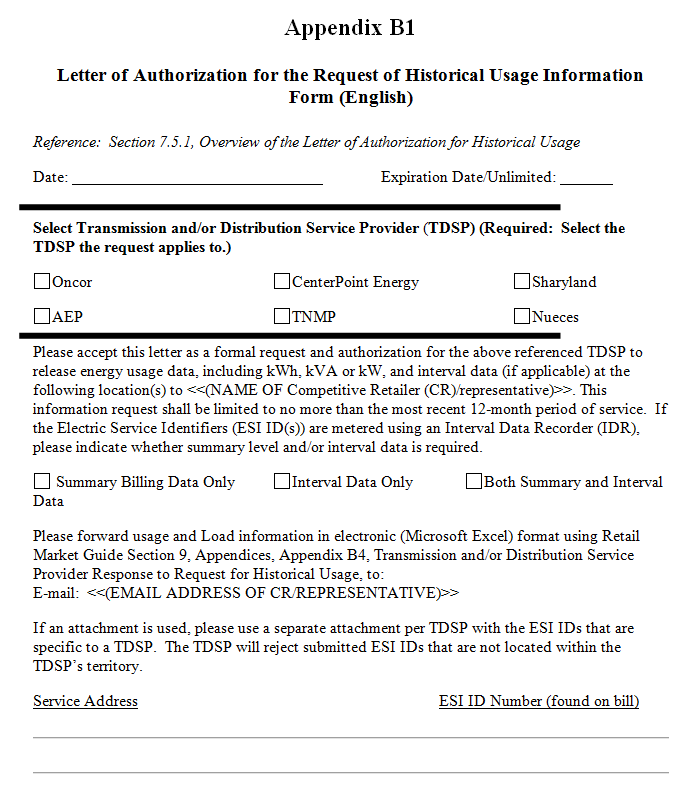 Appendix B1
Letter of Authorization for the Request of Historical Usage Information
Form (English)
Reference:  Section 7.5.1, Overview of the Letter of Authorization for Historical Usage
Date: ________________________________ Expiration Date/Unlimited: _______
Select Transmission and/or Distribution Service Provider (TDSP) (Required:  Select the
TDSP the request applies to.)
☐Oncor ☐CenterPoint Energy ☐Sharyland
☐AEP ☐TNMP ☐Nueces
Please accept this letter as a formal request and authorization for the above referenced TDSP to
release energy usage data, including kWh, kVA or kW, and interval data (if applicable) at the
following location(s) to <<(NAME OF Competitive Retailer (CR)/representative)>>. This
information request shall be limited to no more than the most recent 12-month period of service.  If
the Electric Service Identifiers (ESI ID(s)) are metered using an Interval Data Recorder (IDR),
please indicate whether summary level and/or interval data is required.
☐ Summary Billing Data Only ☐Interval Data Only ☐Both Summary and Interval
Data
Please forward usage and Load information in electronic (Microsoft Excel) format using Retail
Market Guide Section 9, Appendices, Appendix B4, Transmission and/or Distribution Service
Provider Response to Request for Historical Usage, to:
E-mail:  <<(EMAIL ADDRESS OF CR/REPRESENTATIVE)>>
If an attachment is used, please use a separate attachment per TDSP with the ESI IDs that are
specific to a TDSP.  The TDSP will reject submitted ESI IDs that are not located within the
TDSP's territory.
Service Address ESI ID Number (found on bill)